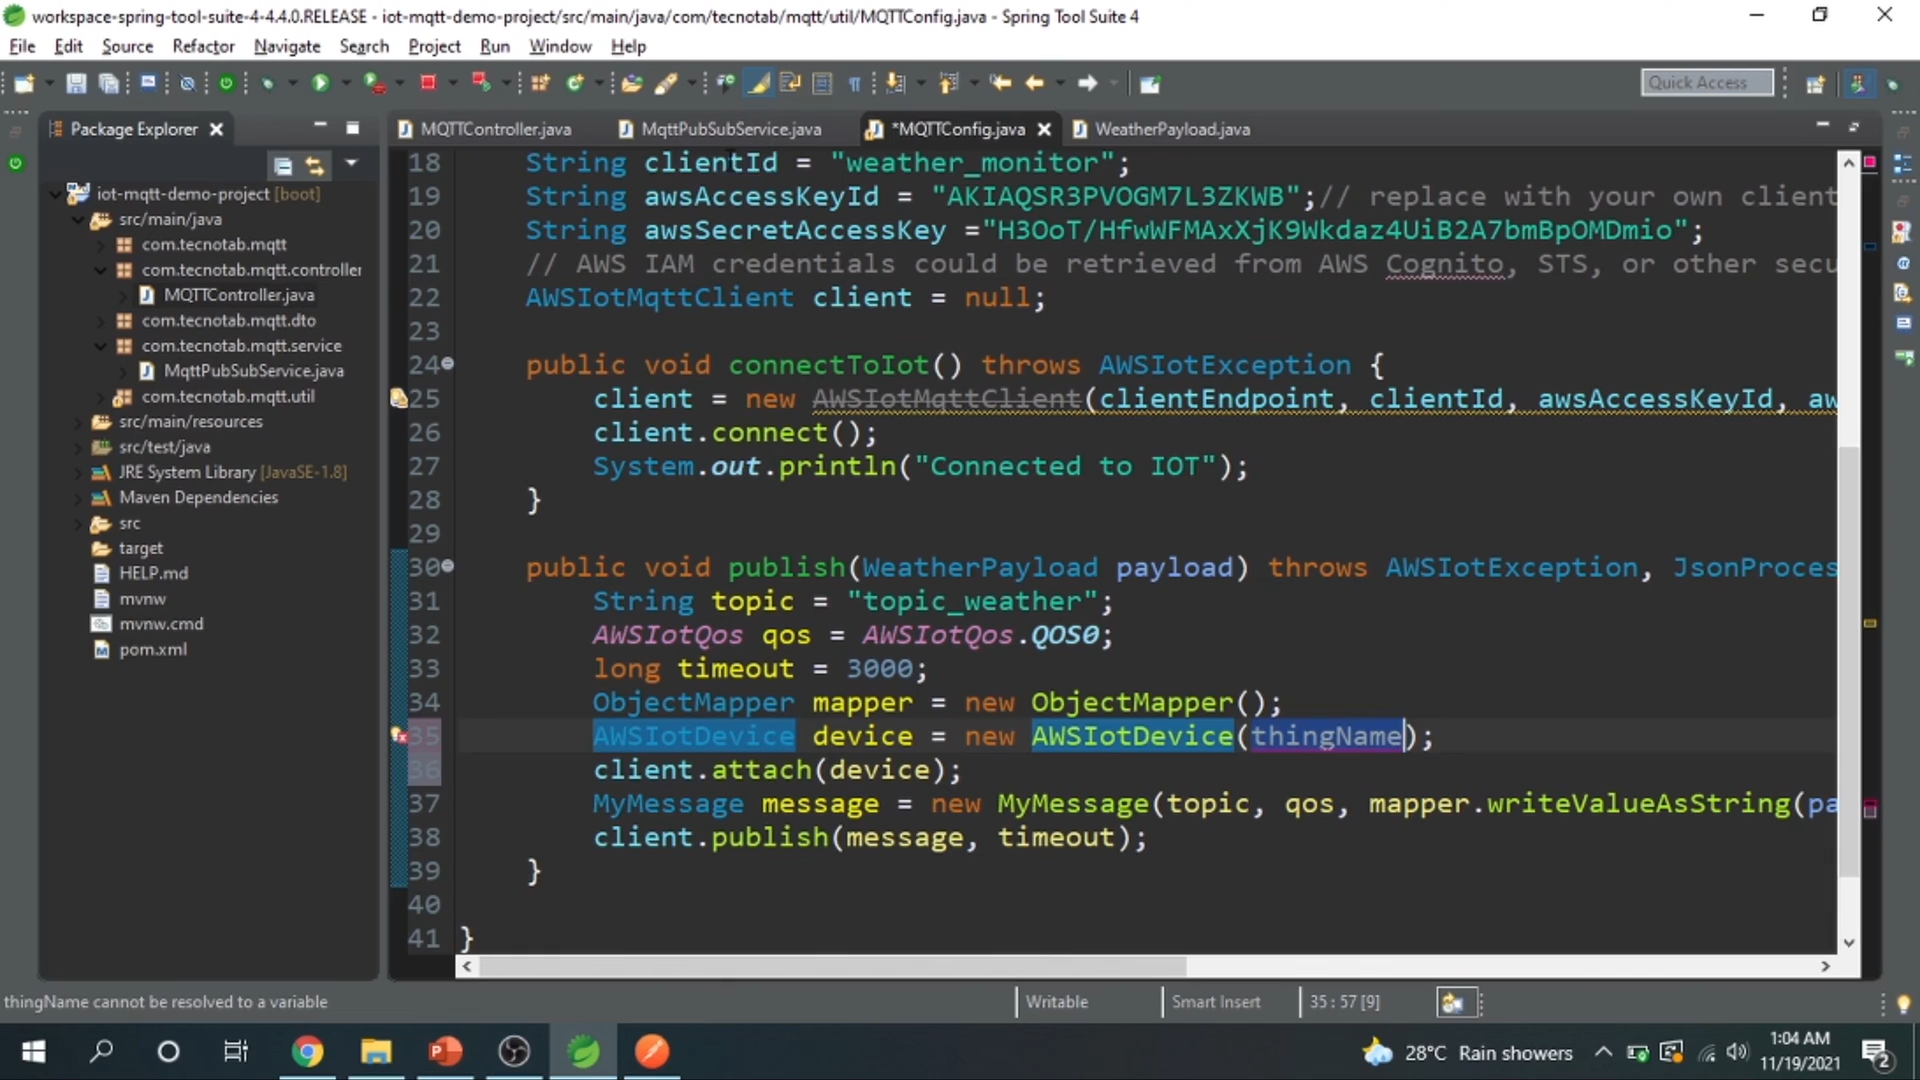 workspace-spring-tool-suite-4-4.4.0.RELEASE - iot-mqtt-demo-project/src/main/java/com/tecnotab/mqtt/util/MQTTConfig.java - Spring Tool Suite 4
File Edit Source Refactor Navigate Search Project Run Window Help
Quick Access
Package Explorer
MQTTController.java MqttPubSubService.java *MQTTConfig.java WeatherPayload.java
iot-mqtt-demo-project [boot]
src/main/java
com.tecnotab.mqtt
com.tecnotab.mqtt.controller
MQTTController.java
com.tecnotab.mqtt.dto
com.tecnotab.mqtt.service
MqttPubSubService.java
com.tecnotab.mqtt.util
src/main/resources
src/test/java
JRE System Library [JavaSE-1.8]
Maven Dependencies
src
target
HELP.md
mvnw
mvnw.cmd
pom.xml
18 String clientId = "weather_monitor";
19 String awsAccessKeyId = "AKIAQSR3PVOGM7L3ZKWB";// replace with your own client
20 String awsSecretAccessKey ="H3OoT/HfwWFMAxXjK9Wkdaz4UiB2A7bmBpOMDmio";
21 // AWS IAM credentials could be retrieved from AWS Cognito, STS, or other secu
22 AWSIotMqttClient client = null;
23
24 public void connectToIot() throws AWSIotException {
25 client = new AWSIotMqttClient(clientEndpoint, clientId, awsAccessKeyId, aw
26 client.connect();
27 System.out.println("Connected to IOT");
28 }
29
30 public void publish(WeatherPayload payload) throws AWSIotException, JsonProces
31 String topic = "topic_weather";
32 AWSIotQos qos = AWSIotQos.QOS0;
33 long timeout = 3000;
34 ObjectMapper mapper = new ObjectMapper();
35 AWSIotDevice device = new AWSIotDevice(thingName);
36 client.attach(device);
37 MyMessage message = new MyMessage(topic, qos, mapper.writeValueAsString(pa
38 client.publish(message, timeout);
39 }
40
41 }
thingName cannot be resolved to a variable
Writable
Smart Insert
35 : 57 [9]
28°C Rain showers
1:04 AM
11/19/2021
2